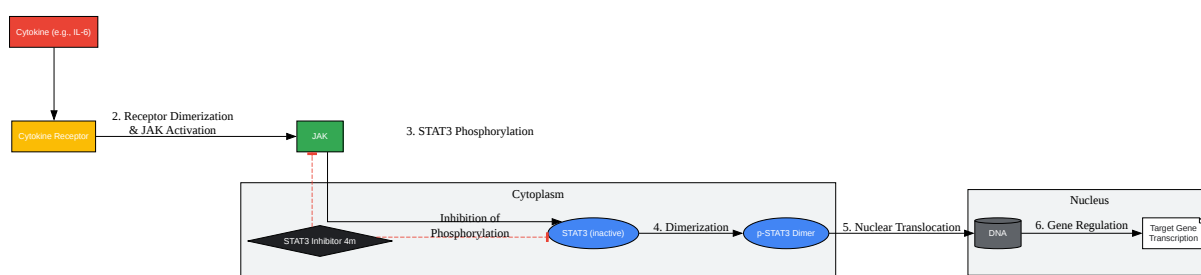 Cytokine (e.g., IL-6)
Cytokine Receptor
2. Receptor Dimerization
& JAK Activation
JAK
3. STAT3 Phosphorylation
Cytoplasm
Inhibition of
Phosphorylation
STAT3 Inhibitor 4m
STAT3 (inactive)
4. Dimerization
p-STAT3 Dimer
5. Nuclear Translocation
Nucleus
DNA
6. Gene Regulation
Target Gene
Transcription